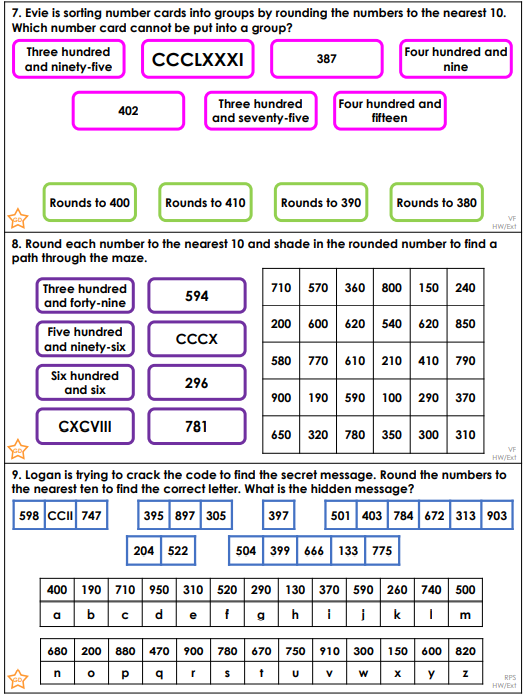 7. Evie is sorting number cards into groups by rounding the numbers to the nearest 10.
Which number card cannot be put into a group?
Three hundred
and ninety-five
CCCLXXXI
387
Four hundred and
nine
402
Three hundred
and seventy-five
Four hundred and
fifteen
Rounds to 400
Rounds to 410
Rounds to 390
Rounds to 380
GD
VF
HW/Ext
8. Round each number to the nearest 10 and shade in the rounded number to find a
path through the maze.
Three hundred
and forty-nine
594
Five hundred
and ninety-six
CCCX
Six hundred
and six
296
CXCVIII
781
710 570 360 800 150 240
200 600 620 540 620 850
580 770 610 210 410 790
900 190 590 100 290 370
650 320 780 350 300 310
GD
VF
HW/Ext
9. Logan is trying to crack the code to find the secret message. Round the numbers to
the nearest ten to find the correct letter. What is the hidden message?
598 CCII 747 395 897 305 397 501 403 784 672 313 903
204 522 504 399 666 133 775
400 190 710 950 310 520 290 130 370 590 260 740 500
a b c d e f g h i j k l m
680 200 880 470 900 780 670 750 910 300 150 600 820
n o p q r s t u v w x y z
GD
RPS
HW/Ext